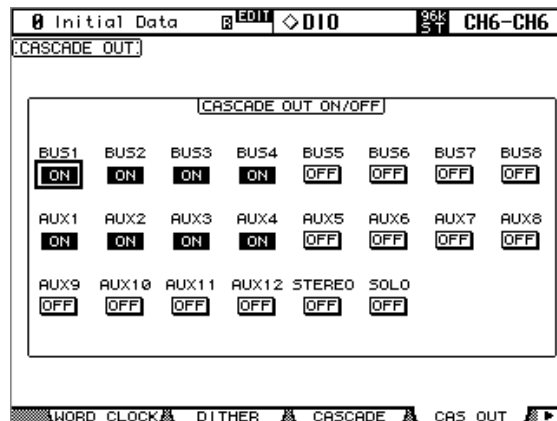 0 Initial Data EDIT ◇DIO 96k ST CH6-CH6
CASCADE OUT
CASCADE OUT ON/OFF
BUS1 BUS2 BUS3 BUS4 BUS5 BUS6 BUS7 BUS8
ON ON ON ON OFF OFF OFF OFF
AUX1 AUX2 AUX3 AUX4 AUX5 AUX6 AUX7 AUX8
ON ON ON ON OFF OFF OFF OFF
AUX9 AUX10 AUX11 AUX12 STEREO SOLO
OFF OFF OFF OFF OFF OFF
WORD CLOCK DITHER CASCADE CAS OUT